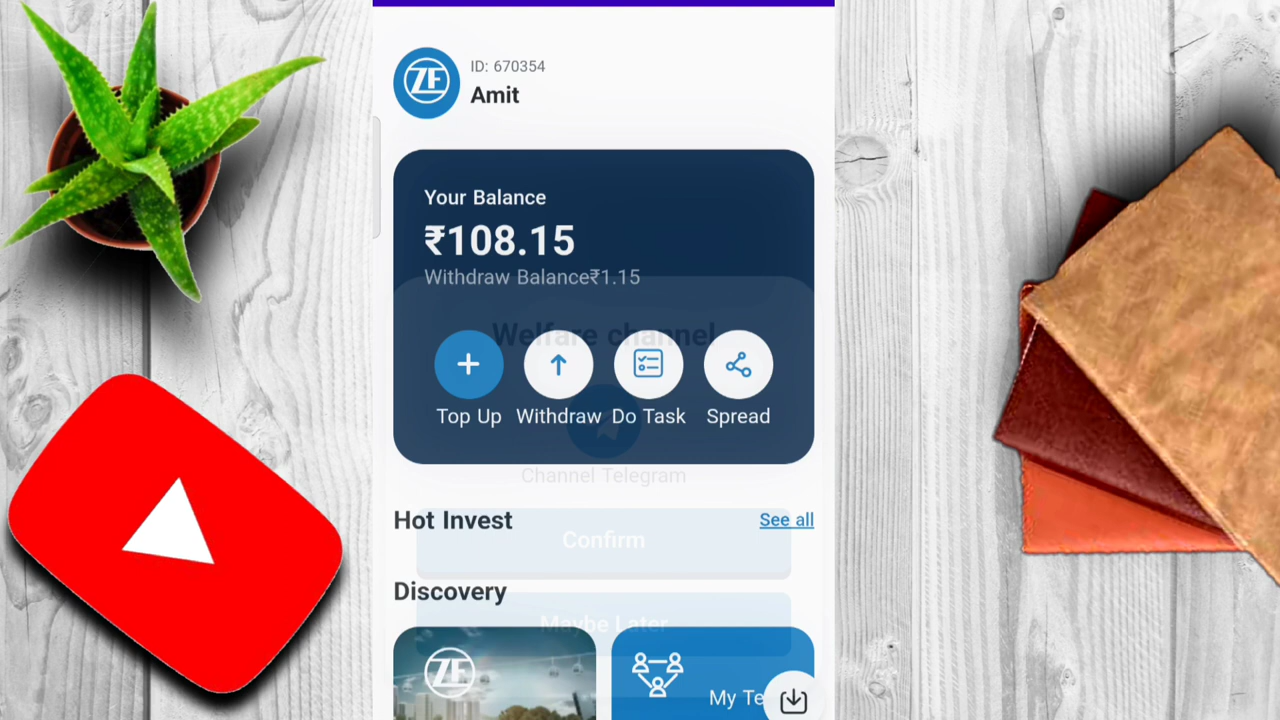 ZF
ID: 670354
Amit
Your Balance
₹108.15
Withdraw Balance₹1.15
Welfare channel
Top Up
Withdraw
Do Task
Spread
Channel Telegram
Hot Invest
See all
Confirm
Discovery
Maybe Later
ZF
My Te